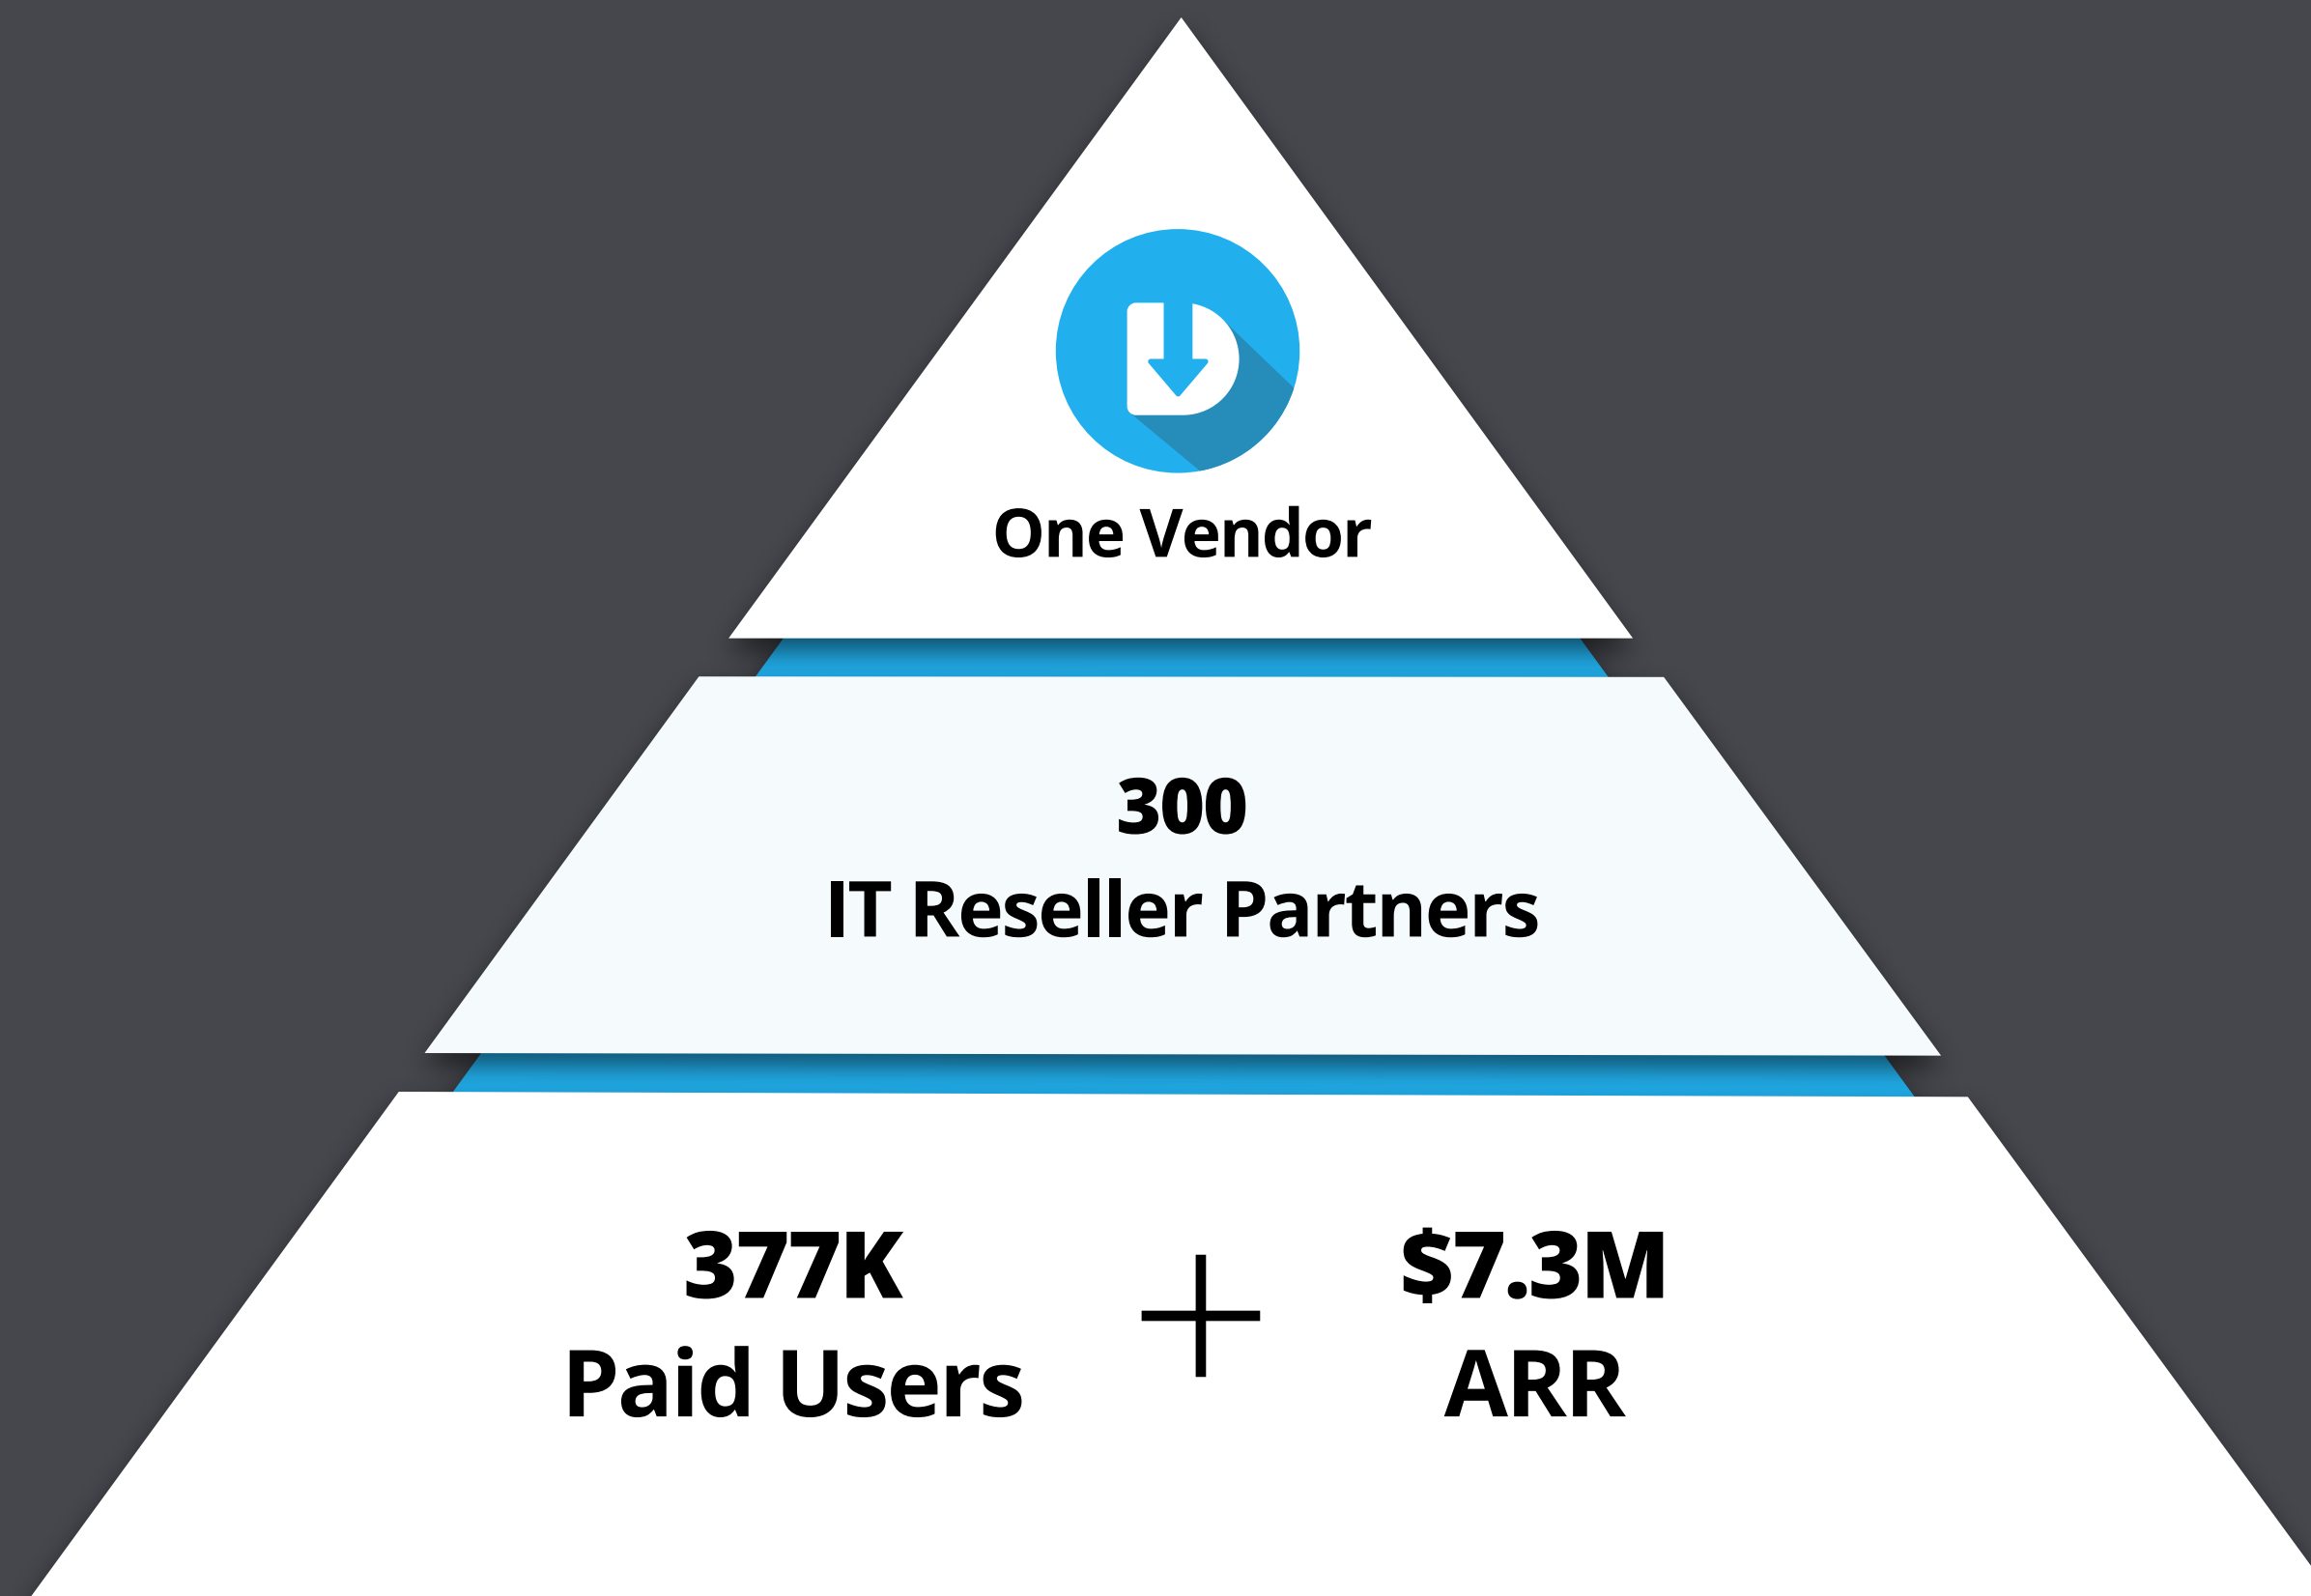 One Vendor
300
IT Reseller Partners
377K
Paid Users
+
$7.3M
ARR